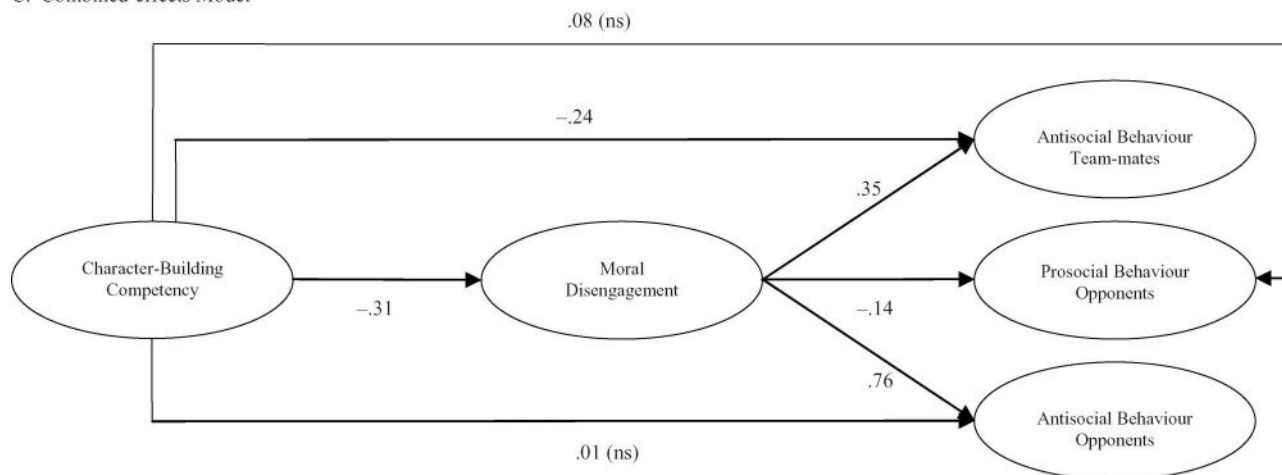 C. Combined-effects Model
.08 (ns)
–.24
Antisocial Behaviour
Team-mates
.35
Character-Building
Competency
Moral
Disengagement
Prosocial Behaviour
Opponents
–.31
–.14
.76
Antisocial Behaviour
Opponents
.01 (ns)